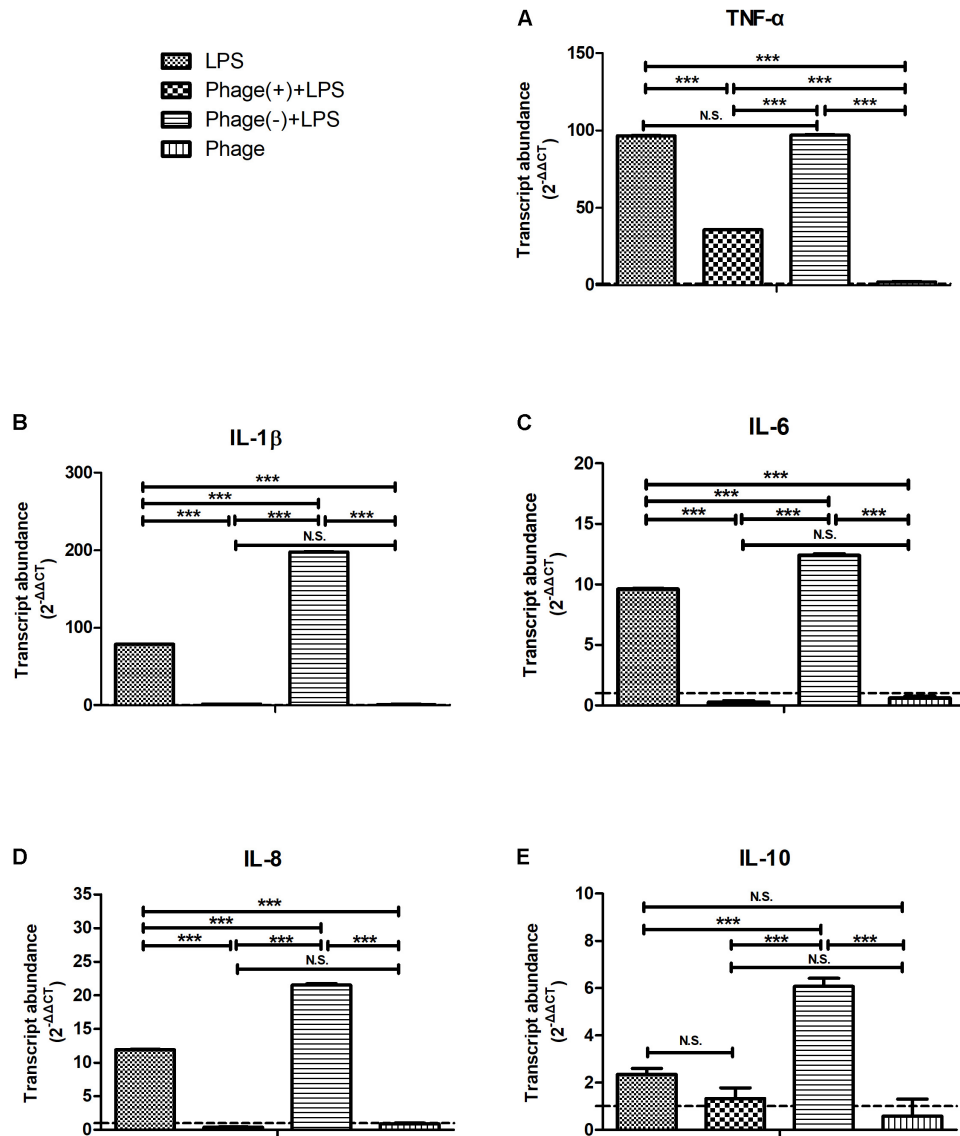 LPS
Phage(+)+LPS
Phage(-)+LPS
Phage
A
TNF-α
Transcript abundance
(2-ΔΔCT)
150
100
50
0
***
***
***
***
***
N.S.
B
IL-1β
Transcript abundance
(2-ΔΔCT)
300
200
100
0
***
***
***
***
***
N.S.
C
IL-6
Transcript abundance
(2-ΔΔCT)
20
15
10
5
0
***
***
***
***
***
N.S.
D
IL-8
Transcript abundance
(2-ΔΔCT)
35
30
25
20
15
10
5
0
***
***
***
***
***
N.S.
E
IL-10
Transcript abundance
(2-ΔΔCT)
10
8
6
4
2
0
N.S.
***
***
***
N.S.
N.S.